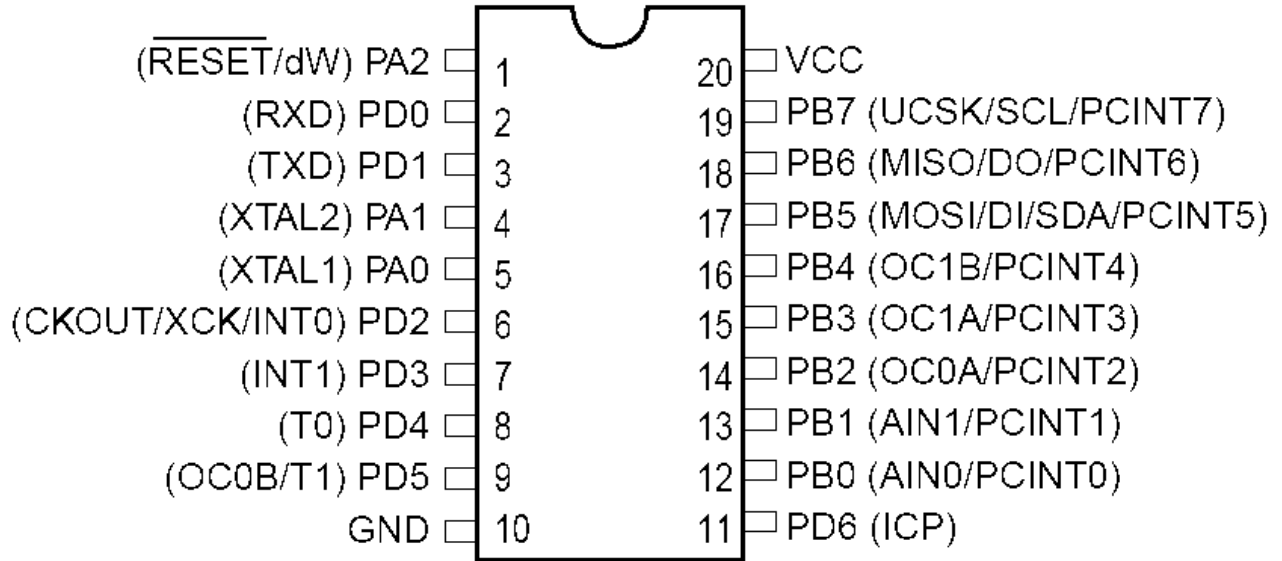 (RESET/dW) PA2 1 20 VCC
(RXD) PD0 2 19 PB7 (UCSK/SCL/PCINT7)
(TXD) PD1 3 18 PB6 (MISO/DO/PCINT6)
(XTAL2) PA1 4 17 PB5 (MOSI/DI/SDA/PCINT5)
(XTAL1) PA0 5 16 PB4 (OC1B/PCINT4)
(CKOUT/XCK/INT0) PD2 6 15 PB3 (OC1A/PCINT3)
(INT1) PD3 7 14 PB2 (OC0A/PCINT2)
(T0) PD4 8 13 PB1 (AIN1/PCINT1)
(OC0B/T1) PD5 9 12 PB0 (AIN0/PCINT0)
GND 10 11 PD6 (ICP)